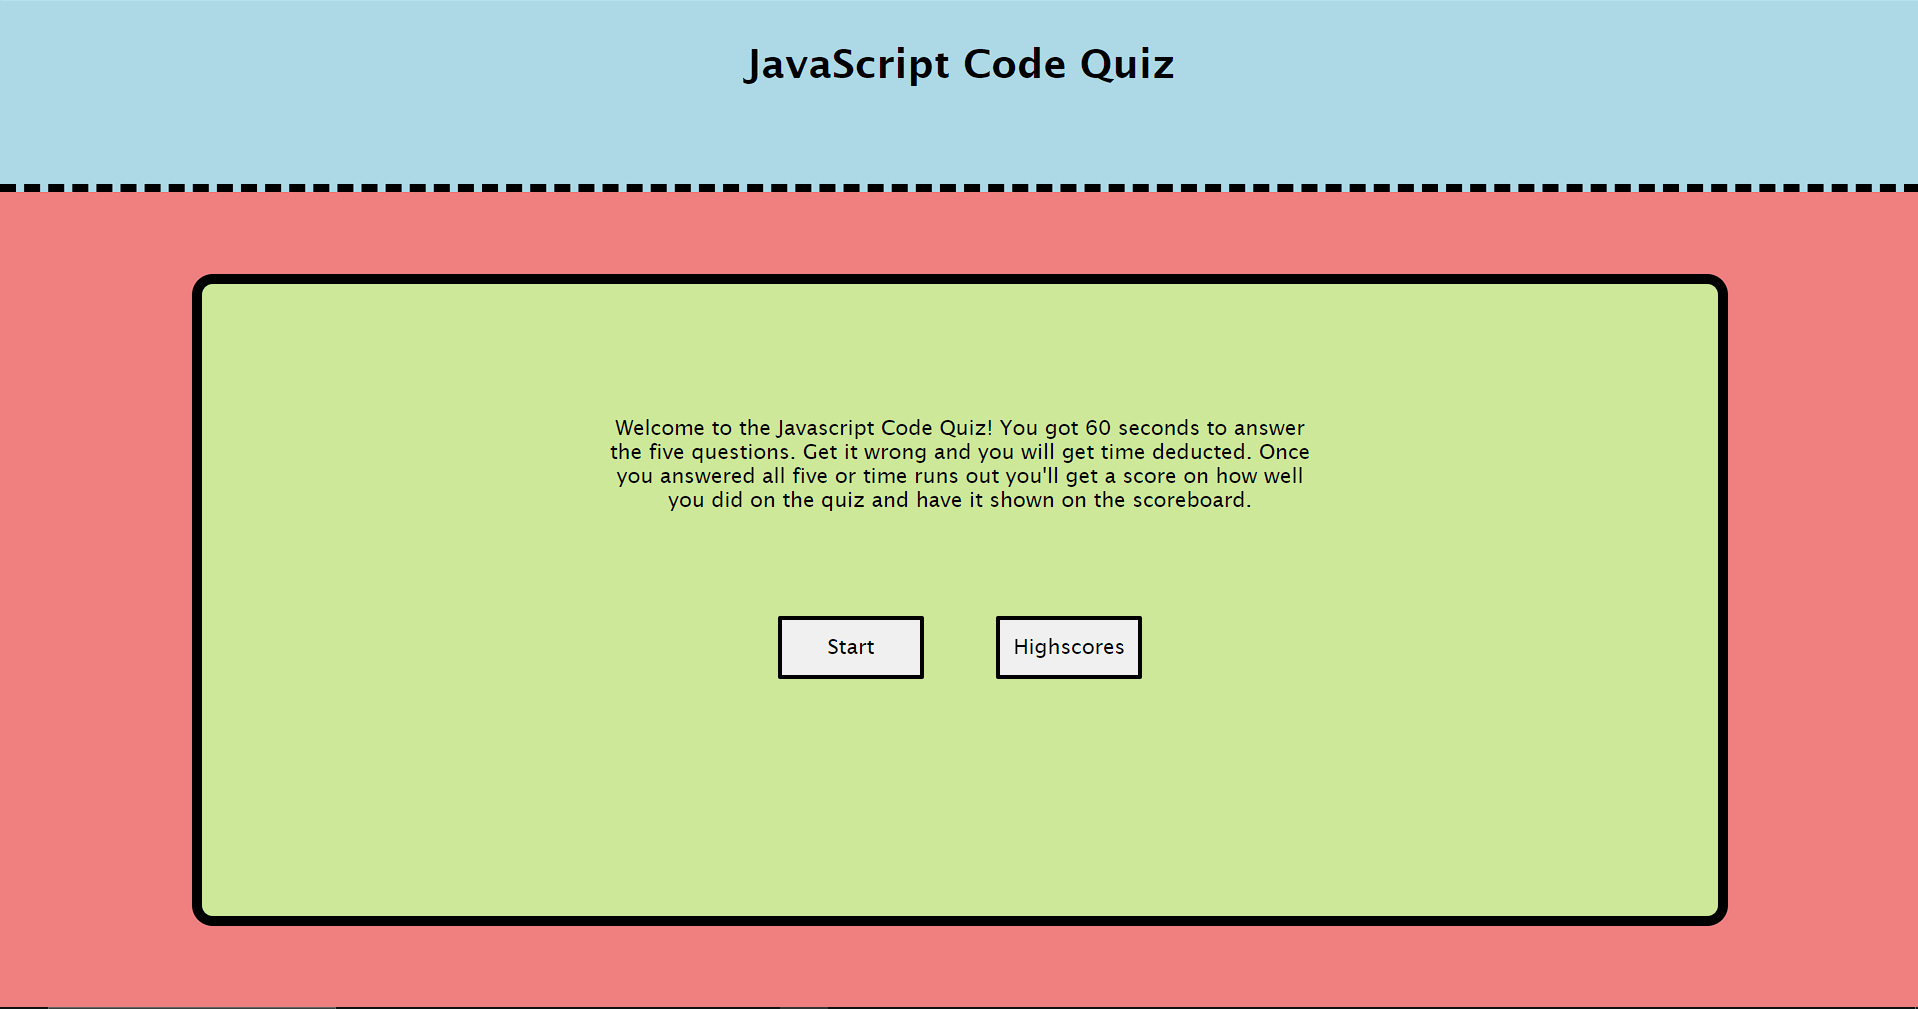 JavaScript Code Quiz
Welcome to the Javascript Code Quiz! You got 60 seconds to answer
the five questions. Get it wrong and you will get time deducted. Once
you answered all five or time runs out you'll get a score on how well
you did on the quiz and have it shown on the scoreboard.
Start
Highscores